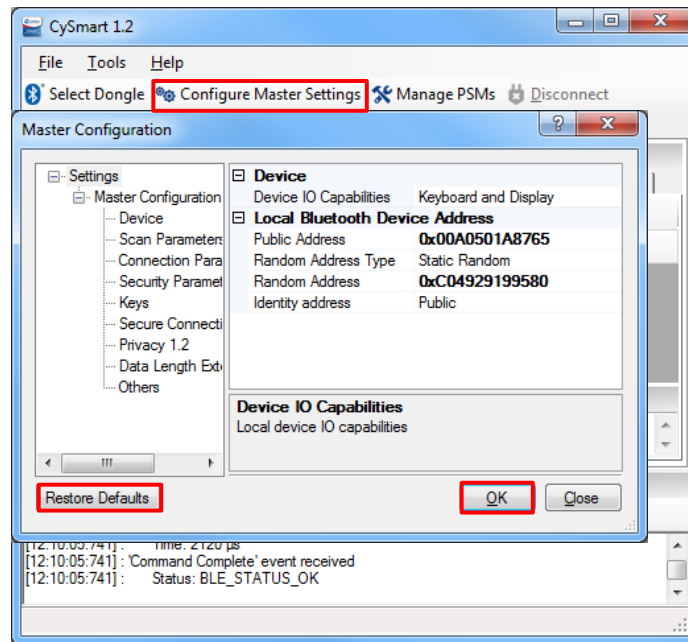 CySmart 1.2
File Tools Help
Select Dongle Configure Master Settings Manage PSMs Disconnect
Master Configuration
Settings
Master Configuration
Device
Scan Parameters
Connection Para
Security Paramet
Keys
Secure Connecti
Privacy 1.2
Data Length Ext
Others
Device
Device IO Capabilities Keyboard and Display
Local Bluetooth Device Address
Public Address 0x00A0501A8765
Random Address Type Static Random
Random Address 0xC04929199580
Identity address Public
Device IO Capabilities
Local device IO capabilities
Restore Defaults OK Close
[12:10:05:741] : Time: 2120 µs
[12:10:05:741] : 'Command Complete' event received
[12:10:05:741] : Status: BLE_STATUS_OK